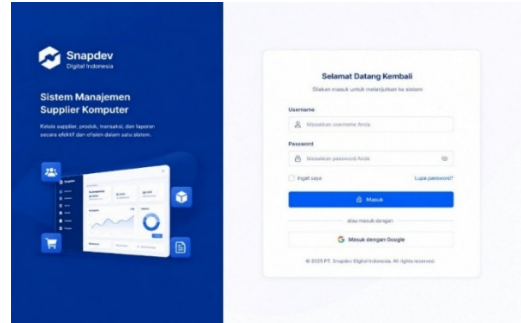 Snapdev
Digital Indonesia
Sistem Manajemen
Supplier Komputer
Kelola supplier, produk, transaksi, dan laporan
secara efektif dan efisien dalam satu sistem.
Selamat Datang Kembali
Silakan masuk untuk melanjutkan ke sistem
Username
Masukkan username Anda
Password
Masukkan password Anda
Ingat saya
Lupa password?
Masuk
atau masuk dengan
Masuk dengan Google
© 2025 PT. Snapdev Digital Indonesia. All rights reserved.